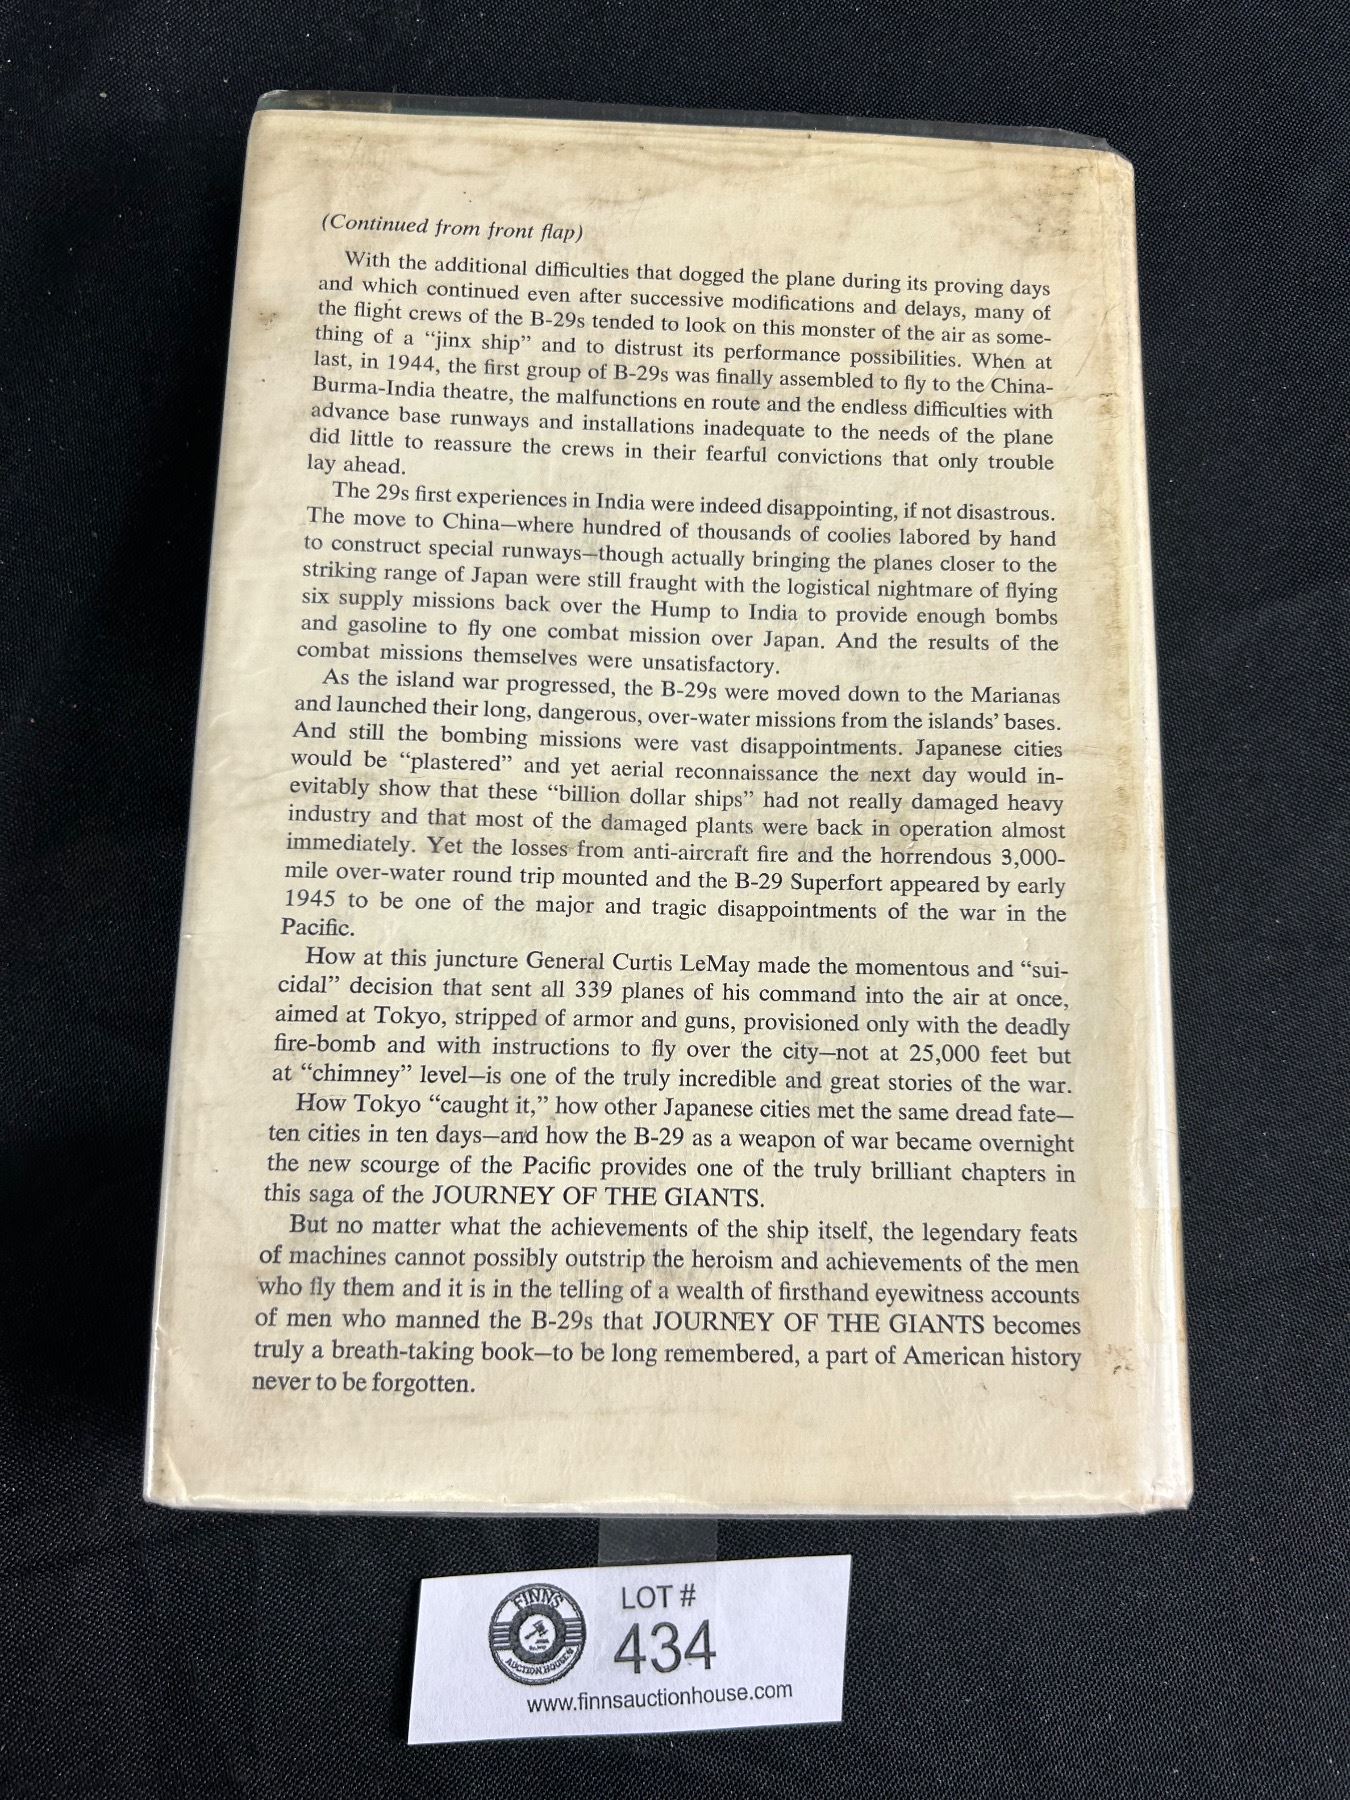 (Continued from front flap)
With the additional difficulties that dogged the plane during its proving days
and which continued even after successive modifications and delays, many of
the flight crews of the B-29s tended to look on this monster of the air as some-
thing of a “jinx ship” and to distrust its performance possibilities. When at
last, in 1944, the first group of B-29s was finally assembled to fly to the China-
Burma-India theatre, the malfunctions en route and the endless difficulties with
advance base runways and installations inadequate to the needs of the plane
did little to reassure the crews in their fearful convictions that only trouble
lay ahead.
The 29s first experiences in India were indeed disappointing, if not disastrous.
The move to China—where hundred of thousands of coolies labored by hand
to construct special runways—though actually bringing the planes closer to the
striking range of Japan were still fraught with the logistical nightmare of flying
six supply missions back over the Hump to India to provide enough bombs
and gasoline to fly one combat mission over Japan. And the results of the
combat missions themselves were unsatisfactory.
As the island war progressed, the B-29s were moved down to the Marianas
and launched their long, dangerous, over-water missions from the islands’ bases.
And still the bombing missions were vast disappointments. Japanese cities
would be “plastered” and yet aerial reconnaissance the next day would in-
evitably show that these “billion dollar ships” had not really damaged heavy
industry and that most of the damaged plants were back in operation almost
immediately. Yet the losses from anti-aircraft fire and the horrendous 3,000-
mile over-water round trip mounted and the B-29 Superfort appeared by early
1945 to be one of the major and tragic disappointments of the war in the
Pacific.
How at this juncture General Curtis LeMay made the momentous and “sui-
cidal” decision that sent all 339 planes of his command into the air at once,
aimed at Tokyo, stripped of armor and guns, provisioned only with the deadly
fire-bomb and with instructions to fly over the city—not at 25,000 feet but
at “chimney” level—is one of the truly incredible and great stories of the war.
How Tokyo “caught it,” how other Japanese cities met the same dread fate—
ten cities in ten days—and how the B-29 as a weapon of war became overnight
the new scourge of the Pacific provides one of the truly brilliant chapters in
this saga of the JOURNEY OF THE GIANTS.
But no matter what the achievements of the ship itself, the legendary feats
of machines cannot possibly outstrip the heroism and achievements of the men
who fly them and it is in the telling of a wealth of firsthand eyewitness accounts
of men who manned the B-29s that JOURNEY OF THE GIANTS becomes
truly a breath-taking book—to be long remembered, a part of American history
never to be forgotten.
FINNS
AUCTION HOUSE
LOT #
434
www.finnsauctionhouse.com